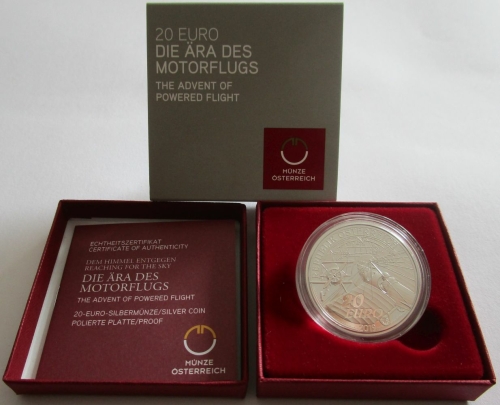 20 EURO
DIE ÄRA DES
MOTORFLUGS
THE ADVENT OF
POWERED FLIGHT
MÜNZE
ÖSTERREICH
ECHTHEITSZERTIFIKAT
CERTIFICATE OF AUTHENTICITY
DEM HIMMEL ENTGEGEN
REACHING FOR THE SKY
DIE ÄRA DES
MOTORFLUGS
THE ADVENT OF POWERED FLIGHT
20-EURO-SILBERMÜNZE/SILVER COIN
POLIERTE PLATTE/PROOF
MÜNZE
ÖSTERREICH
20
EURO